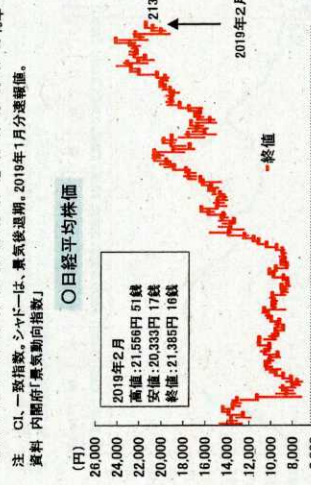 注 CI、一致指数。シャドーは、景気後退期。2019年1月分速報値。
資料 内閣府「景気動向指数」
○日経平均株価
(円)
26,000
24,000
22,000
20,000
18,000
16,000
14,000
12,000
10,000
8,000
2019年2月
高値:21,556円 51銭
安値:20,333円 17銭
終値:21,385円 16銭
終値
213
2019年2月